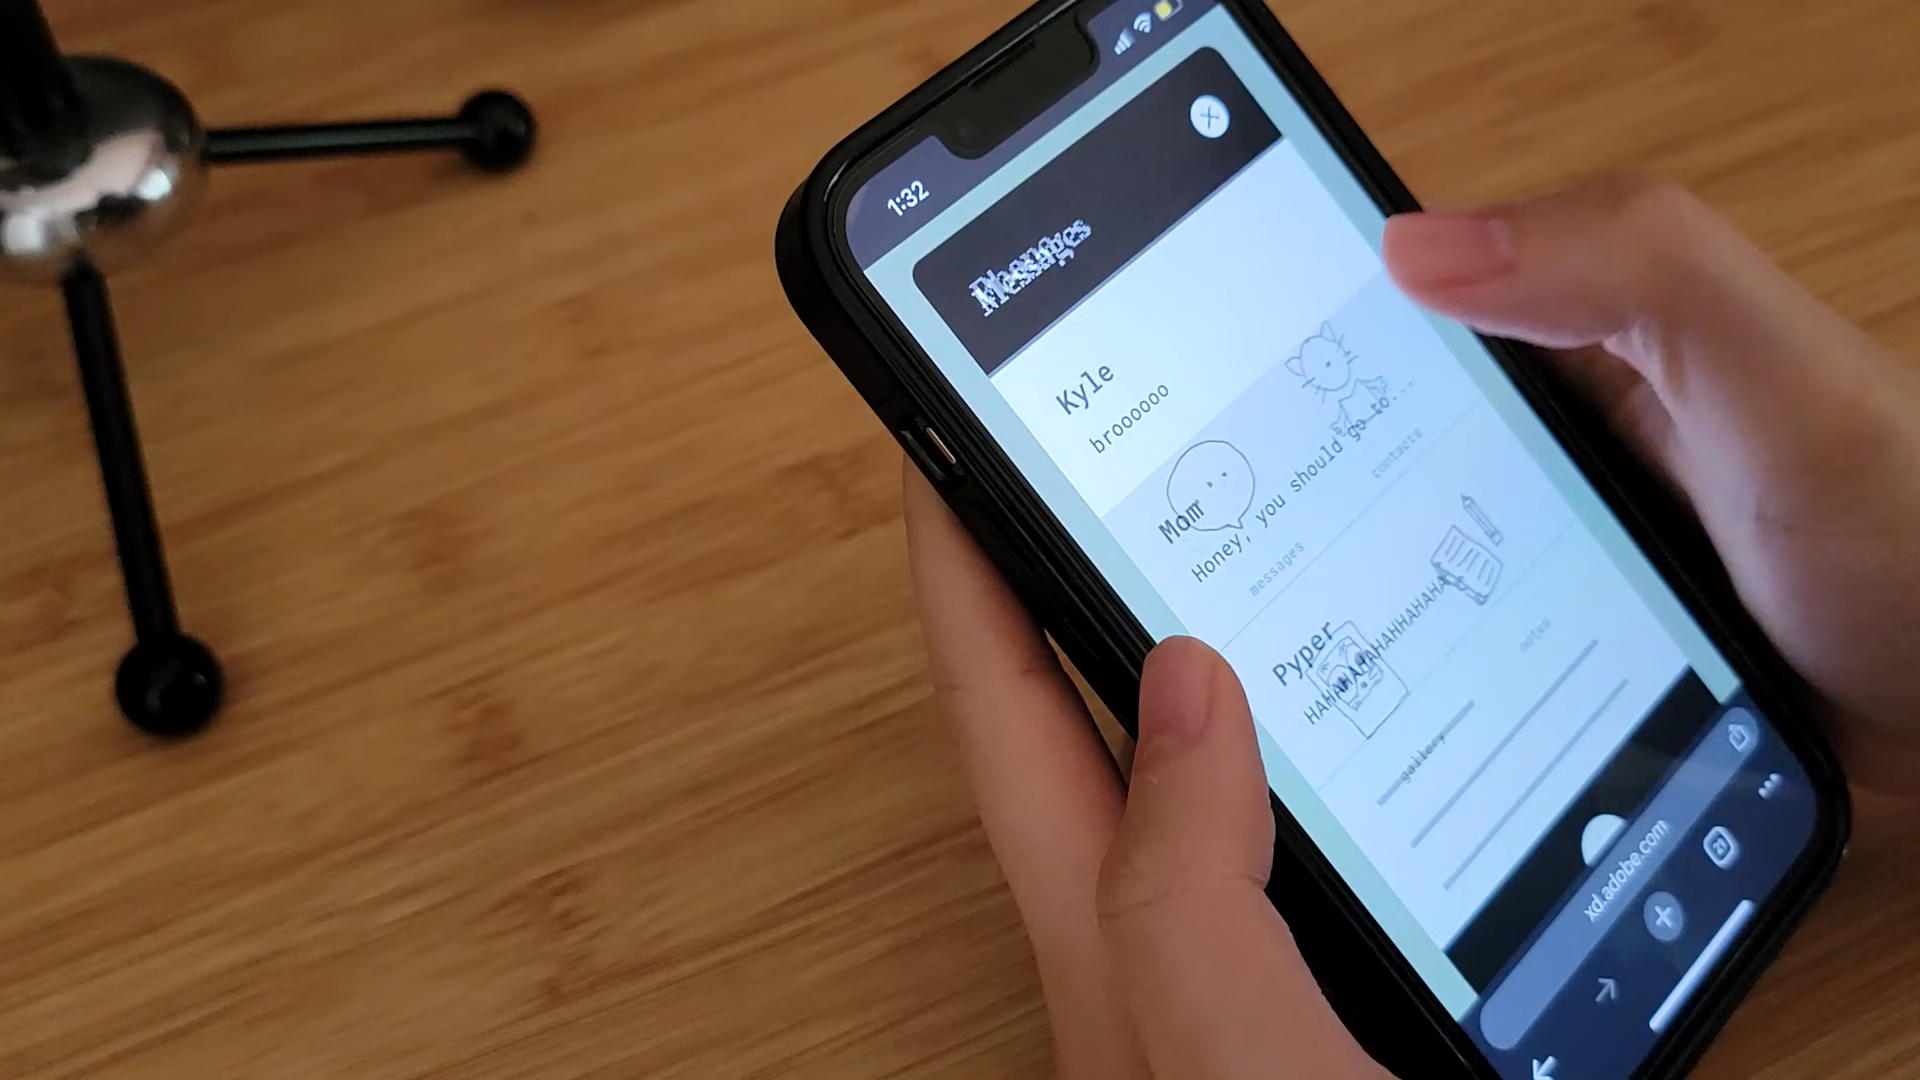 1:32
Messages
Kyle
broooooo
Mom
Honey, you should go to...
contacts
messages
Pyper
HAHAHAHAHAHHAHAHA
notes
gallery
xd.adobe.com
21